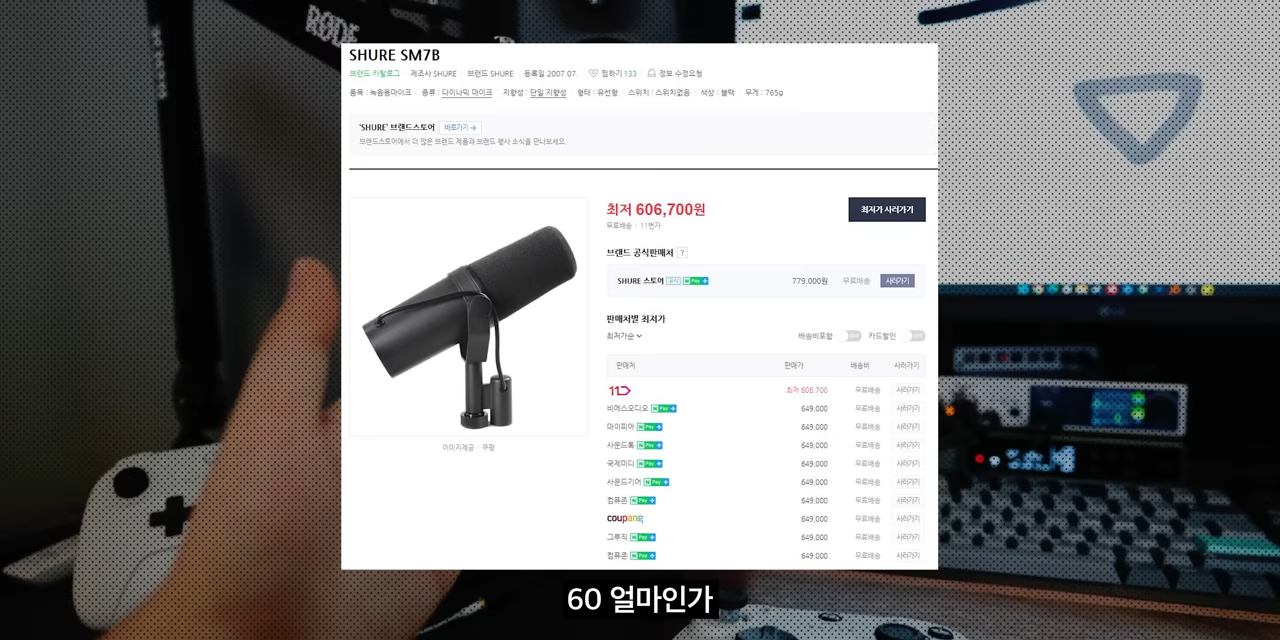 RØDE
SHURE SM7B
브랜드 카탈로그 제조사 SHURE 브랜드 SHURE 등록일 2007.07. 찜하기 133 정보 수정요청
품목 : 녹음용마이크 종류 : 다이나믹 마이크 지향성 : 단일 지향성 형태 : 유선형 스위치 : 스위치없음 색상 : 블랙 무게 : 765g
'SHURE' 브랜드스토어 바로가기
브랜드스토어에서 더 많은 브랜드 제품과 브랜드 행사 소식을 만나보세요.
최저 606,700원 최저가 사러가기
무료배송 11번가
브랜드 공식판매처 ?
SHURE 스토어 공식 N Pay + 779,000원 무료배송 사러가기
판매처별 최저가
최저가순 배송비포함 카드할인
판매처 판매가 배송비 사러가기
11 최저 606,700 무료배송 사러가기
비에스오디오 N Pay + 649,000 무료배송 사러가기
마이피아 N Pay + 649,000 무료배송 사러가기
사운드톡 N Pay + 649,000 무료배송 사러가기
국제미디 N Pay + 649,000 무료배송 사러가기
사운드기어 N Pay + 649,000 무료배송 사러가기
컴퓨존 N Pay + 649,000 무료배송 사러가기
coupang 649,000 무료배송 사러가기
그루직 N Pay + 649,000 무료배송 사러가기
컴퓨존 N Pay + 649,000 무료배송 사러가기
이미지제공 : 쿠팡
60 얼마인가